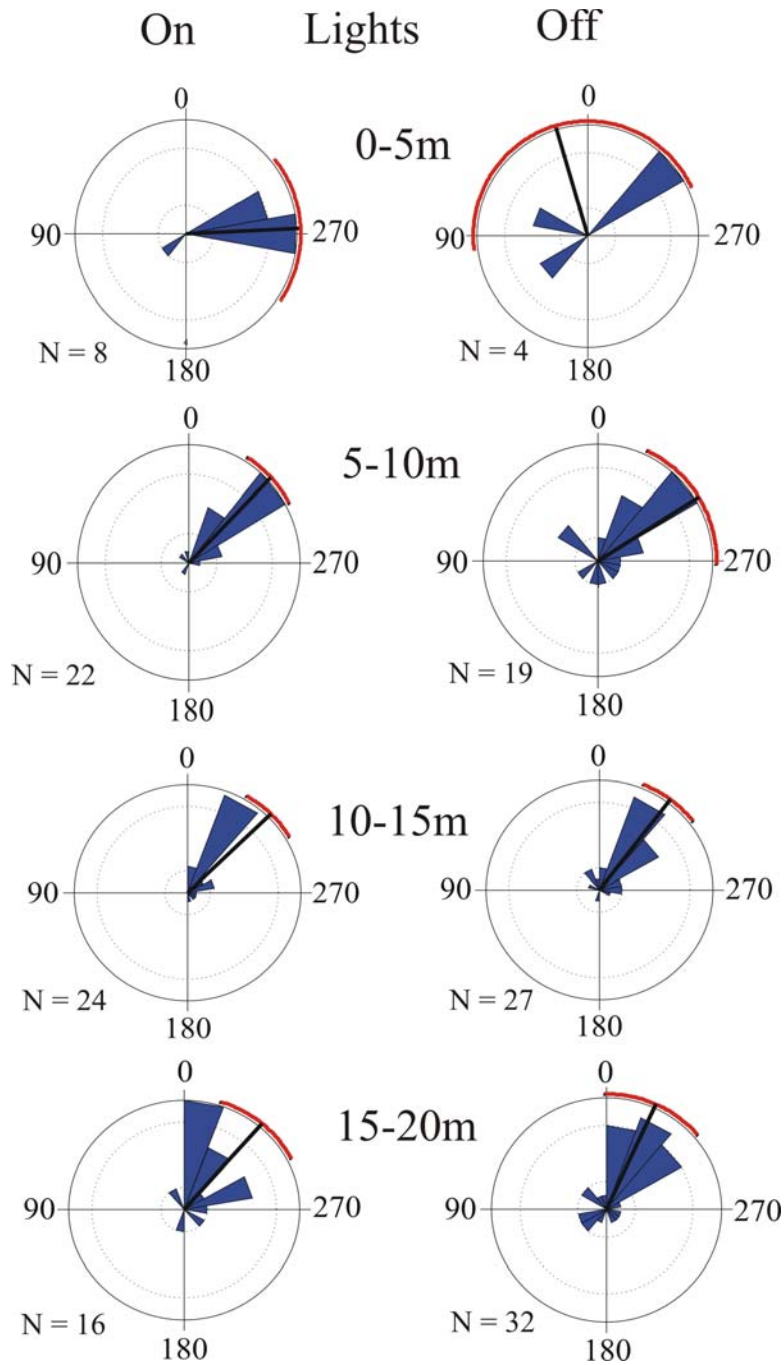 On Lights Off
0 0
0-5m
90 270 90 270
N = 8 N = 4
180 180
0 0
5-10m
90 270 90 270
N = 22 N = 19
180 180
0 0
10-15m
90 270 90 270
N = 24 N = 27
180 180
0 0
15-20m
90 270 90 270
N = 16 N = 32
180 180